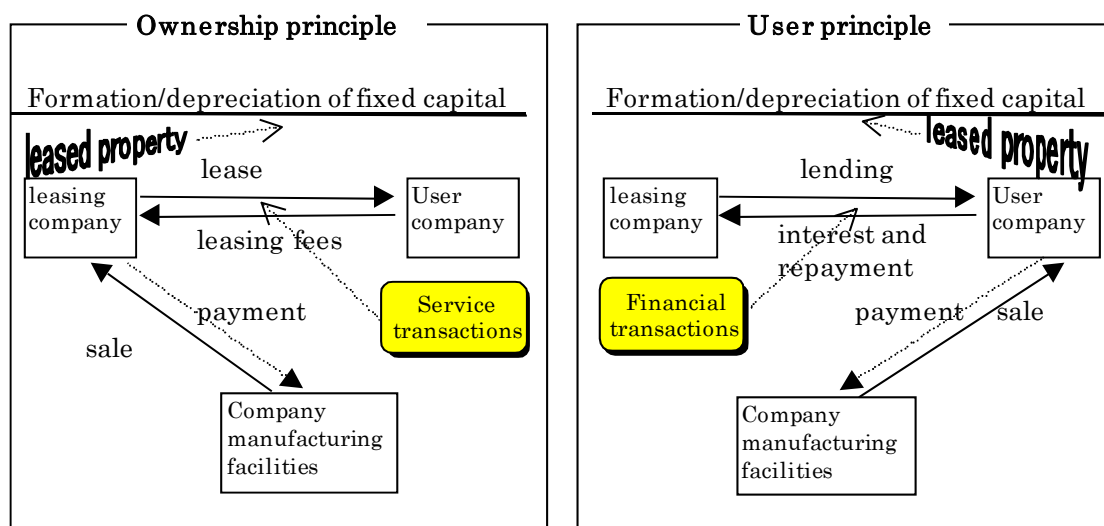 Ownership principle
Formation/depreciation of fixed capital
leased property
lease
leasing
company
User
company
leasing fees
Service
transactions
payment
sale
Company
manufacturing
facilities
User principle
Formation/depreciation of fixed capital
leased property
lending
leasing
company
User
company
interest and
repayment
Financial
transactions
payment
sale
Company
manufacturing
facilities